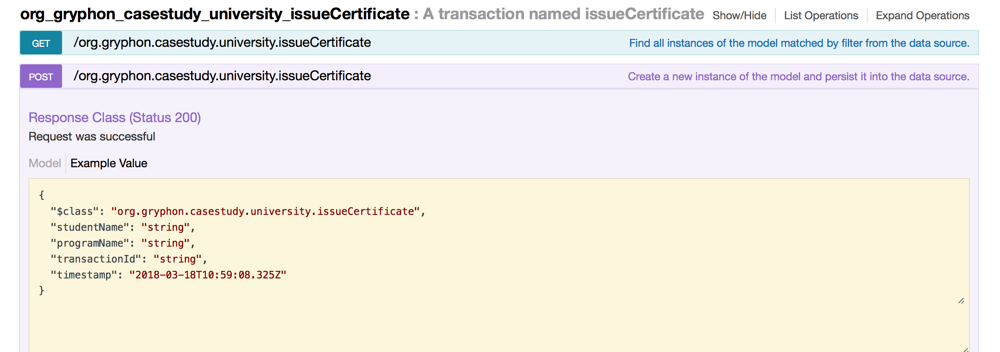 org_gryphon_casestudy_university_issueCertificate : A transaction named issueCertificate Show/Hide List Operations Expand Operations
GET /org.gryphon.casestudy.university.issueCertificate Find all instances of the model matched by filter from the data source.
POST /org.gryphon.casestudy.university.issueCertificate Create a new instance of the model and persist it into the data source.
Response Class (Status 200)
Request was successful
Model Example Value
{
"$class": "org.gryphon.casestudy.university.issueCertificate",
"studentName": "string",
"programName": "string",
"transactionId": "string",
"timestamp": "2018-03-18T10:59:08.325Z"
}